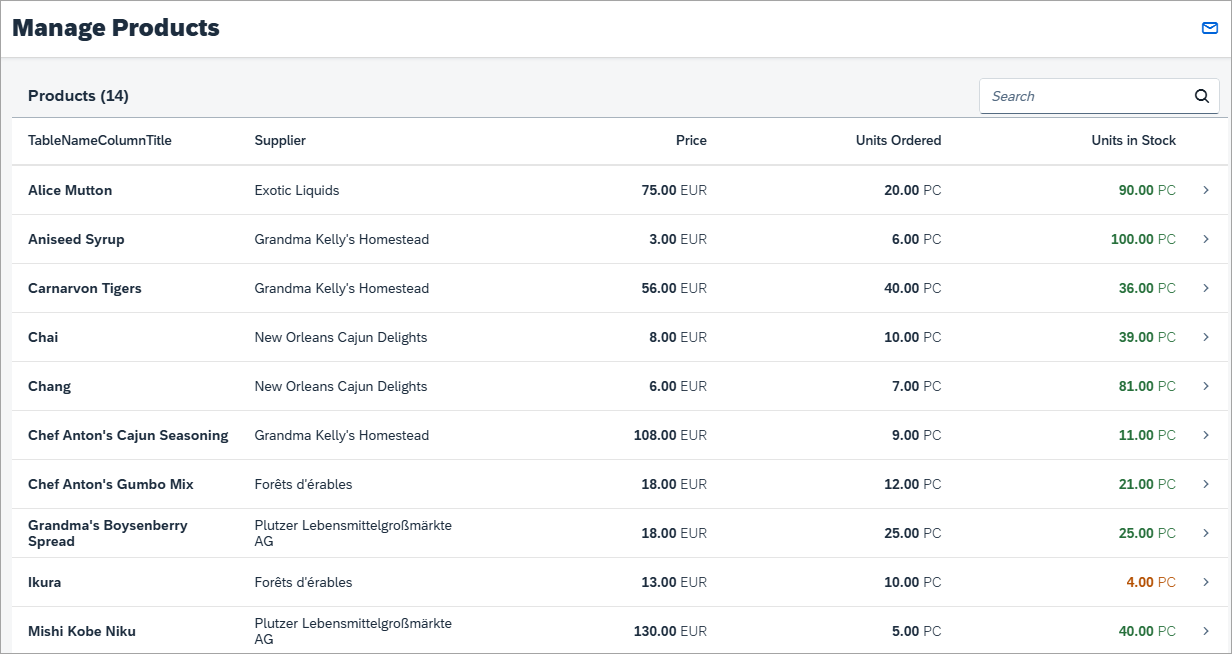 Manage Products
Products (14)
Search
TableNameColumnTitle Supplier Price Units Ordered Units in Stock
Alice Mutton Exotic Liquids 75.00 EUR 20.00 PC 90.00 PC
Aniseed Syrup Grandma Kelly's Homestead 3.00 EUR 6.00 PC 100.00 PC
Carnarvon Tigers Grandma Kelly's Homestead 56.00 EUR 40.00 PC 36.00 PC
Chai New Orleans Cajun Delights 8.00 EUR 10.00 PC 39.00 PC
Chang New Orleans Cajun Delights 6.00 EUR 7.00 PC 81.00 PC
Chef Anton's Cajun Seasoning Grandma Kelly's Homestead 108.00 EUR 9.00 PC 11.00 PC
Chef Anton's Gumbo Mix Forêts d'érables 18.00 EUR 12.00 PC 21.00 PC
Grandma's Boysenberry Plutzer Lebensmittelgroßmärkte
Spread AG 18.00 EUR 25.00 PC 25.00 PC
Ikura Forêts d'érables 13.00 EUR 10.00 PC 4.00 PC
Mishi Kobe Niku Plutzer Lebensmittelgroßmärkte 130.00 EUR 5.00 PC 40.00 PC
AG